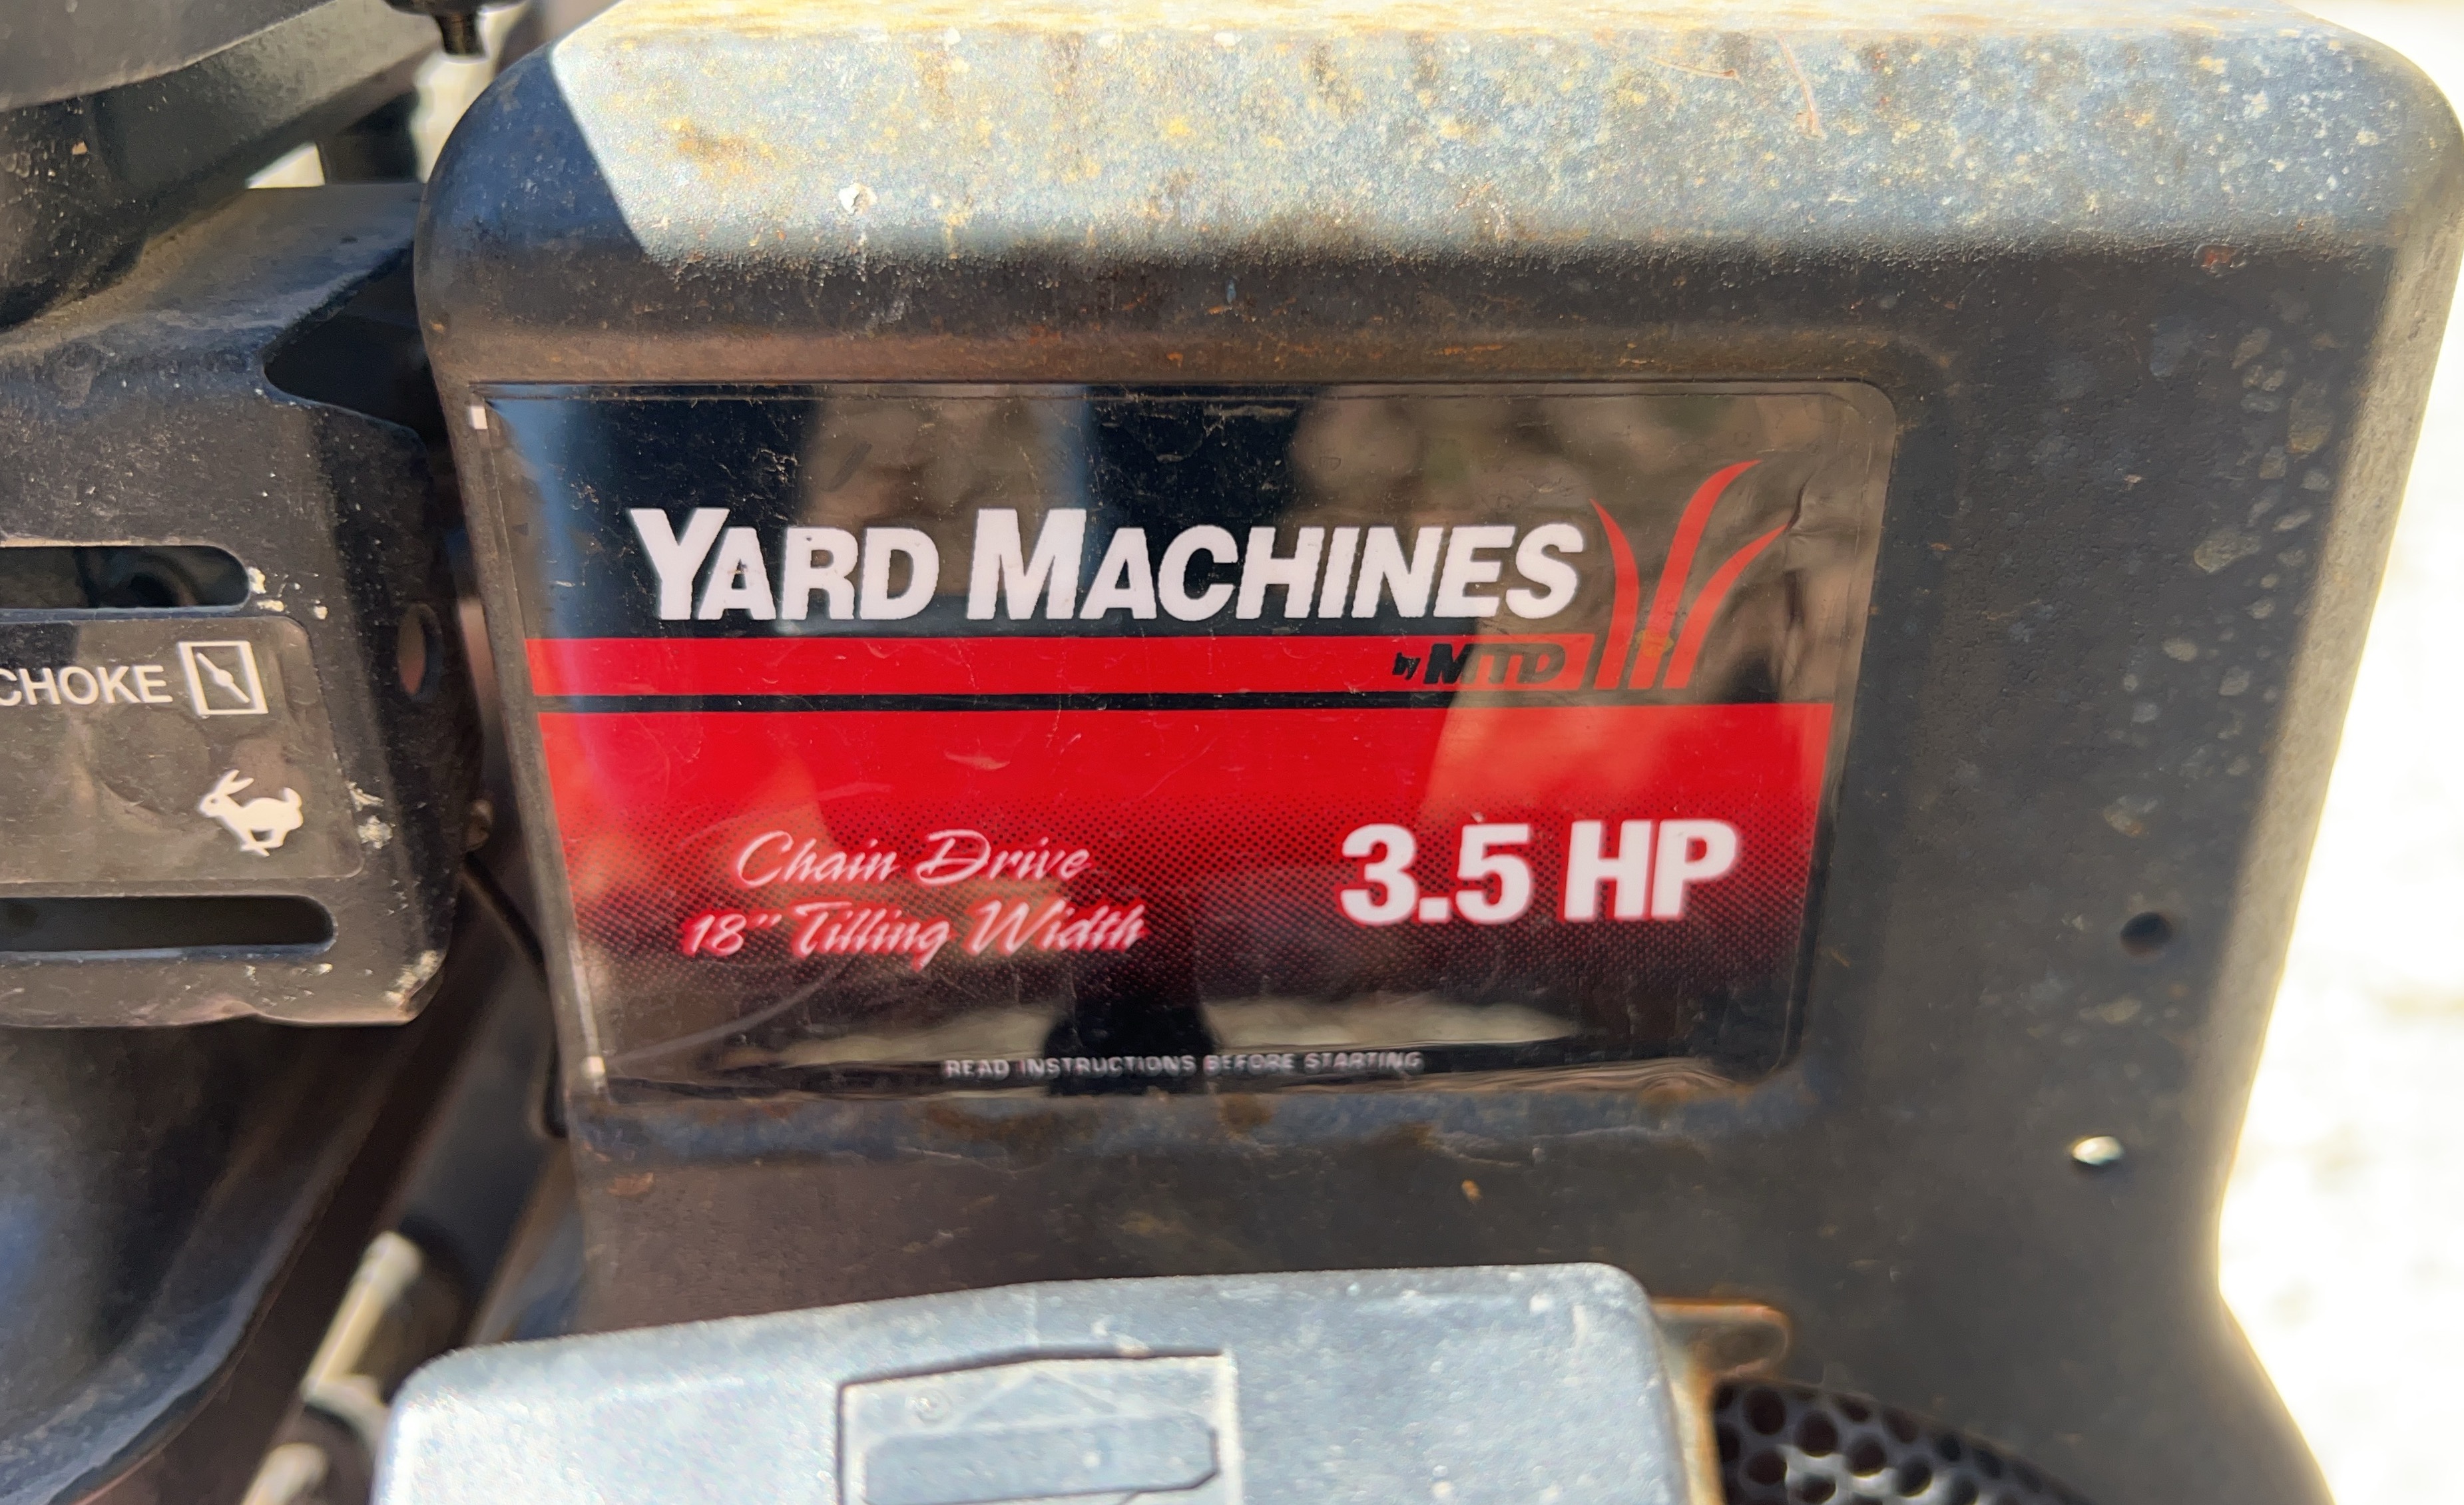 YARD MACHINES
by MTD
CHOKE
Chain Drive
3.5 HP
18" Tilling Width
READ INSTRUCTIONS BEFORE STARTING